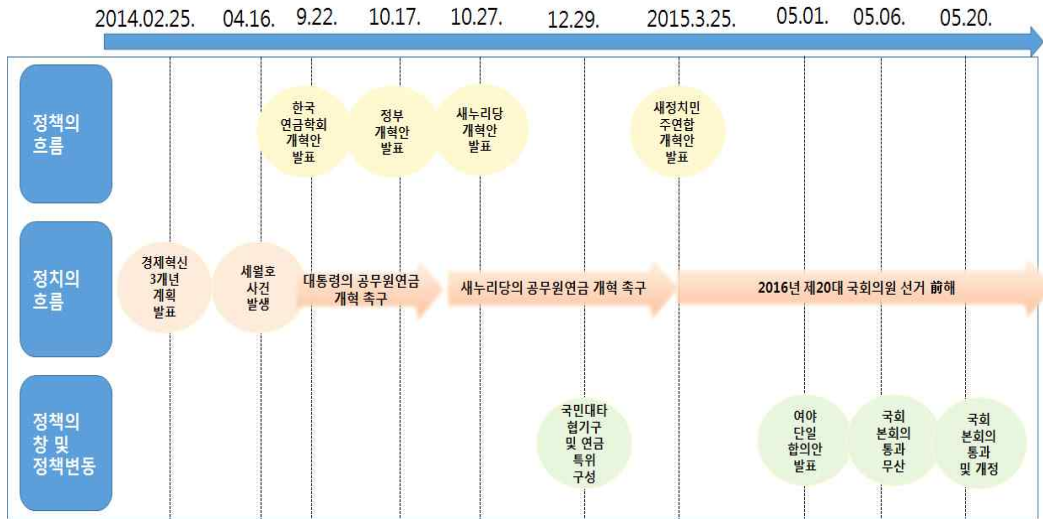 2014.02.25.
04.16.
9.22.
10.17.
10.27.
12.29.
2015.3.25.
05.01.
05.06.
05.20.
정책의
흐름
한국
연금학회
개혁안
발표
정부
개혁안
발표
새누리당
개혁안
발표
새정치민
주연합
개혁안
발표
정치의
흐름
경제혁신
3개년
계획
발표
세월호
사건
발생
대통령의 공무원연금
개혁 촉구
새누리당의 공무원연금 개혁 촉구
2016년 제20대 국회의원 선거 前해
정책의
창 및
정책변동
국민대타
협기구
및 연금
특위
구성
여야
단일
합의안
발표
국회
본회의
통과
무산
국회
본회의
통과
및 개정